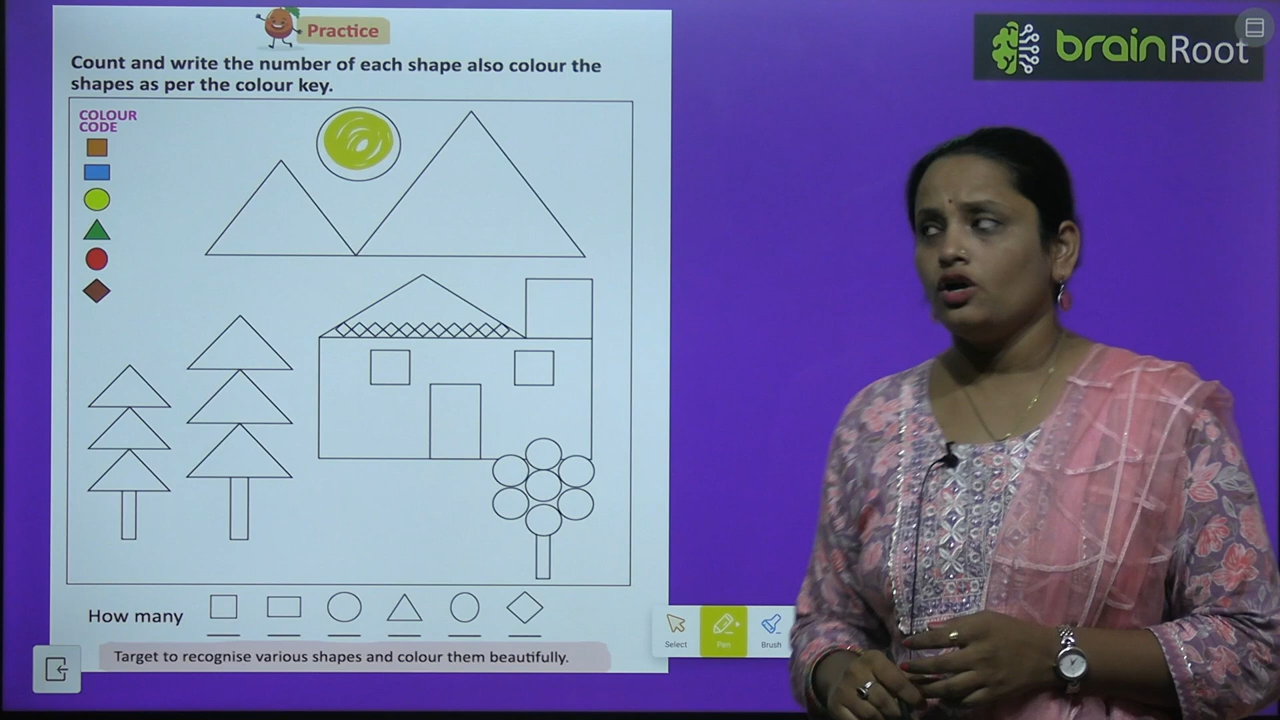 Practice
brainRoot
Count and write the number of each shape also colour the
shapes as per the colour key.
COLOUR
CODE
How many
Target to recognise various shapes and colour them beautifully.
Select
Pen
Brush